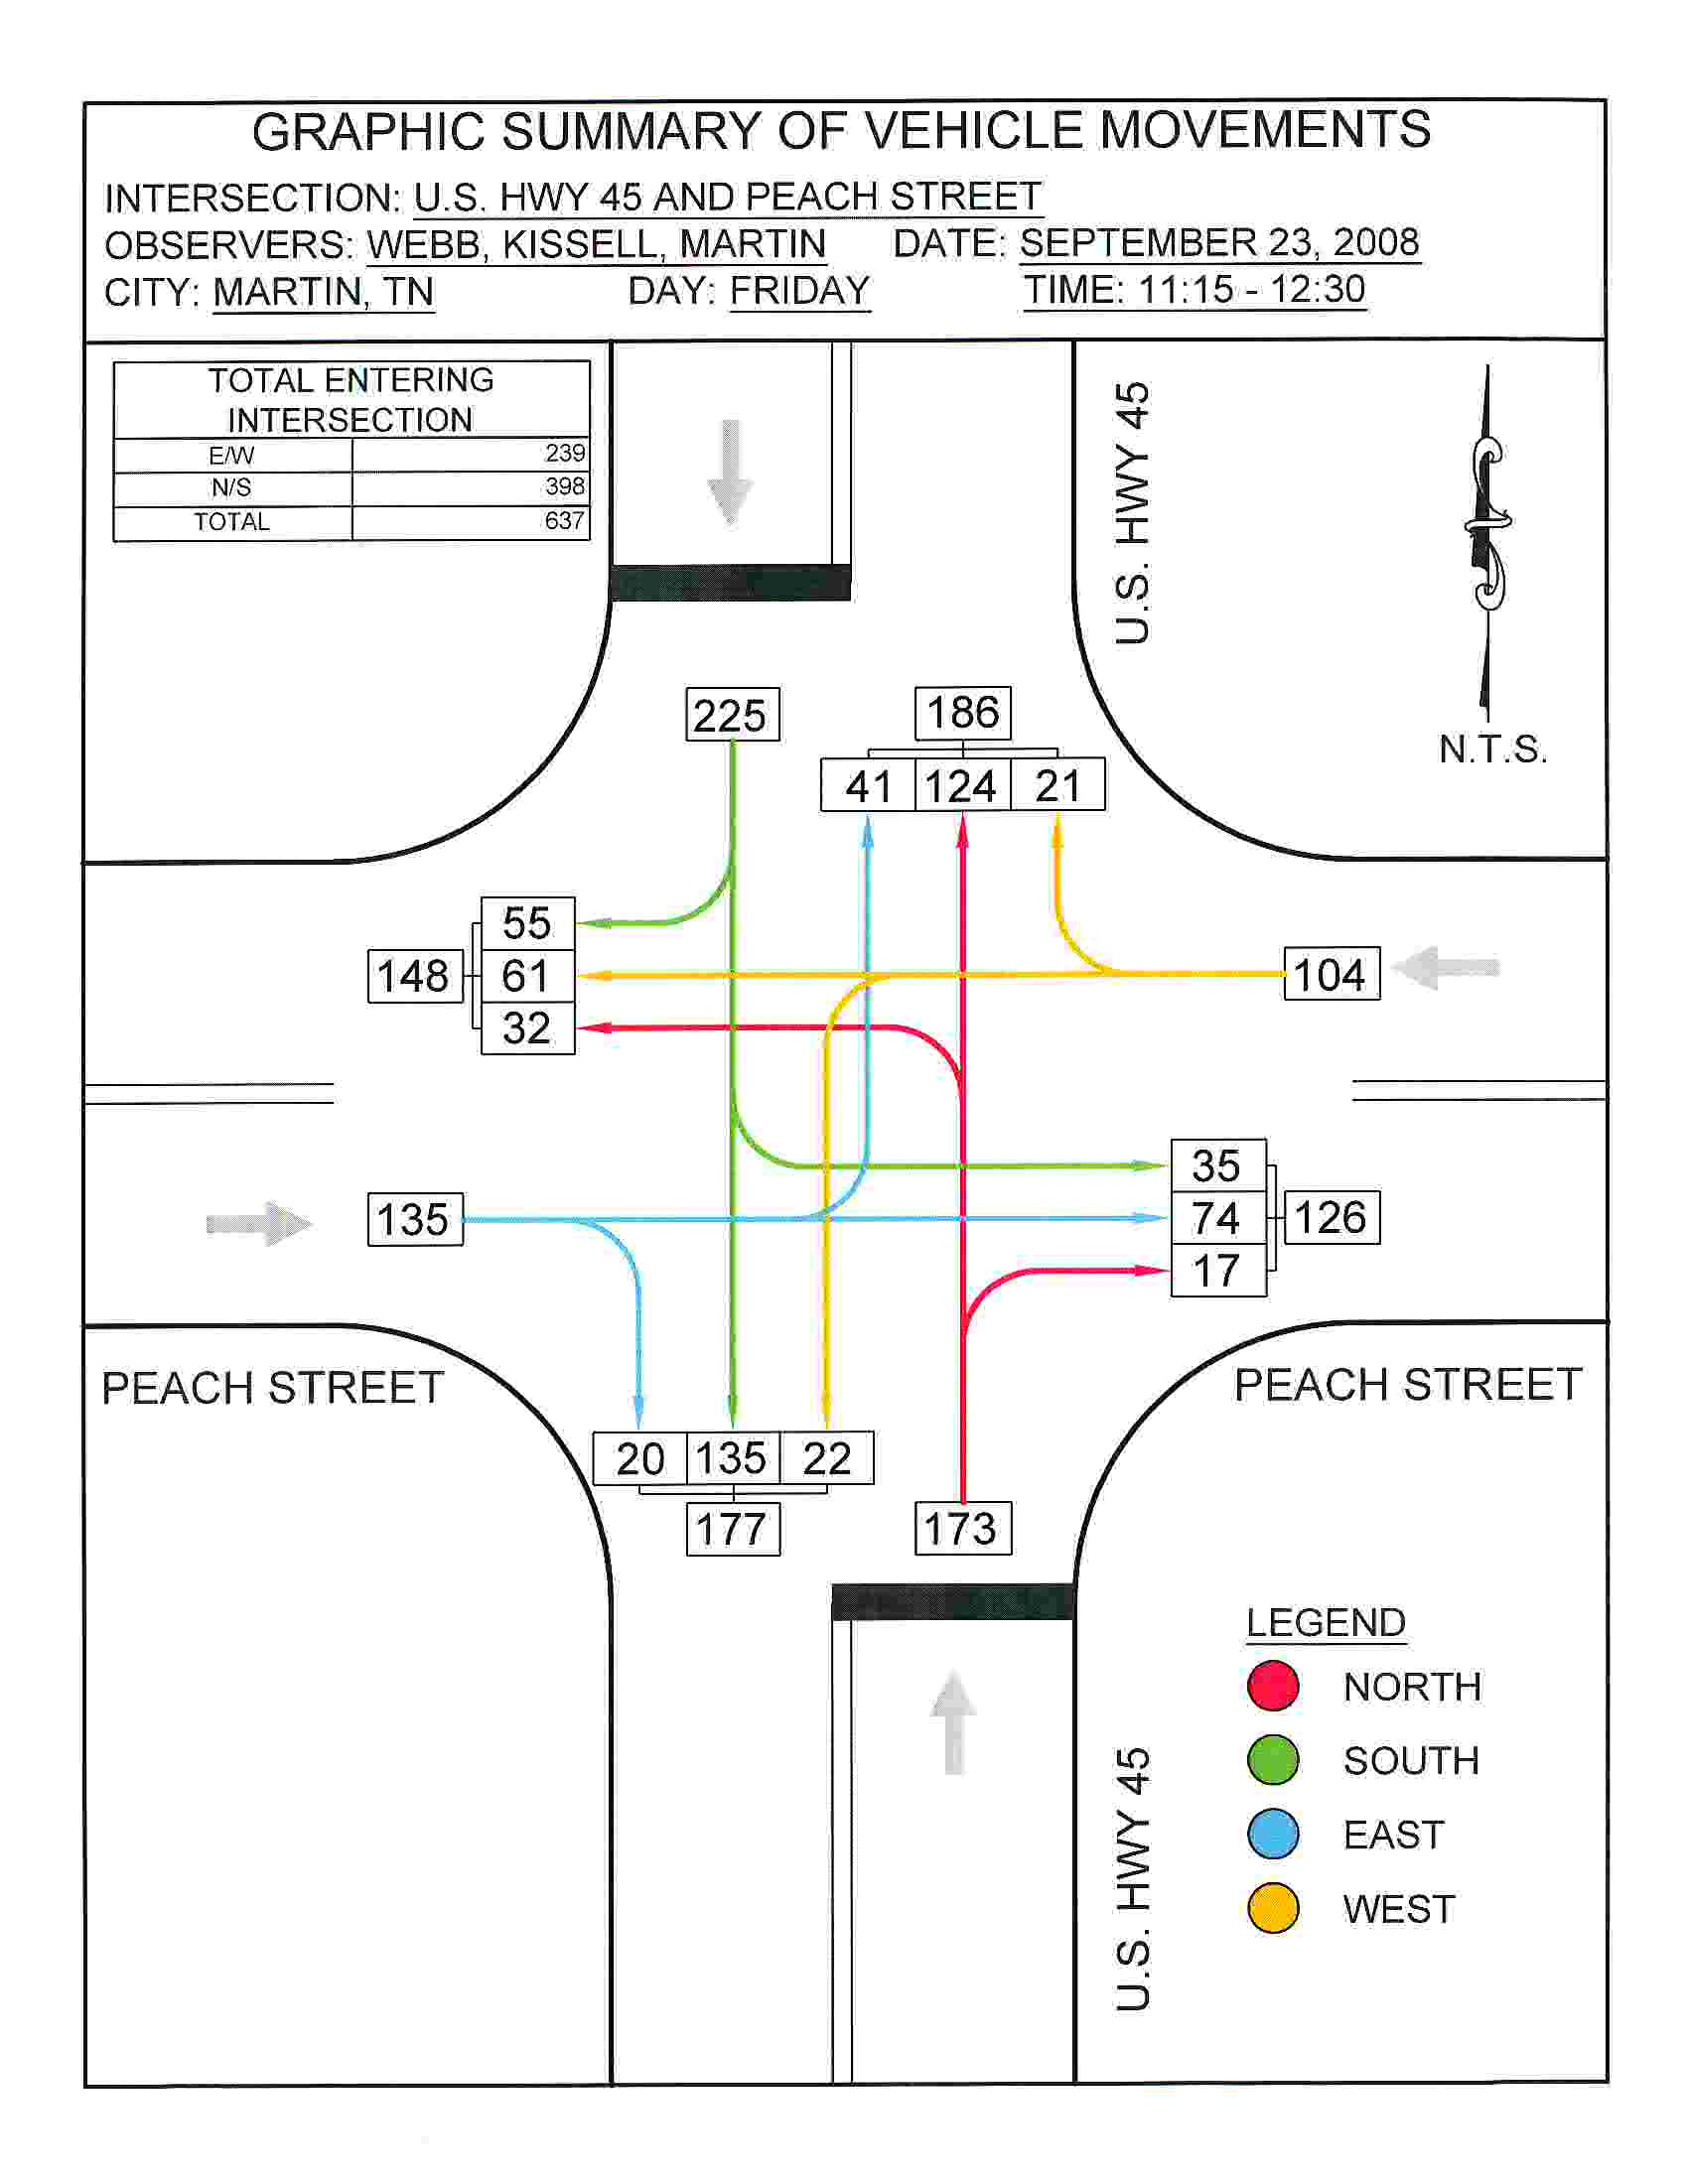 GRAPHIC SUMMARY OF VEHICLE MOVEMENTS
INTERSECTION: U.S. HWY 45 AND PEACH STREET
OBSERVERS: WEBB, KISSELL, MARTIN DATE: SEPTEMBER 23, 2008
CITY: MARTIN, TN DAY: FRIDAY TIME: 11:15 - 12:30
TOTAL ENTERING
INTERSECTION
E/W 239
N/S 398
TOTAL 637
U.S. HWY 45
N.T.S.
225
186
41 124 21
55
61
32
148
104
135
35
74
17
126
PEACH STREET
PEACH STREET
20 135 22
177
173
U.S. HWY 45
LEGEND
NORTH
SOUTH
EAST
WEST